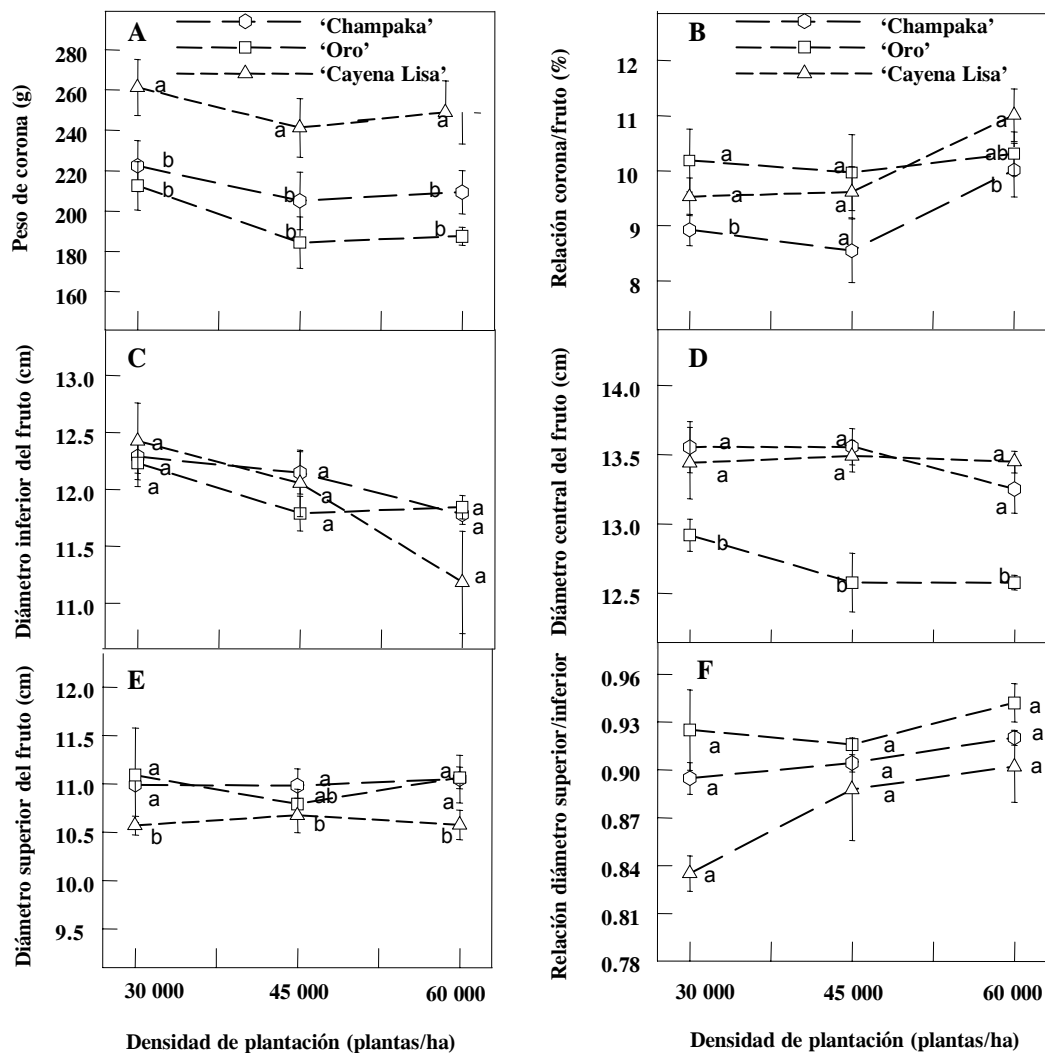 A
‘Champaka’
‘Oro’
‘Cayena Lisa’
Peso de corona (g)
280
260
240
220
200
180
160
a
a
a
b
b
b
b
b
b
B
‘Champaka’
‘Oro’
‘Cayena Lisa’
Relación corona/fruto (%)
12
11
10
9
8
a
a
a
a
ab
a
b
a
b
C
Diámetro inferior del fruto (cm)
13.0
12.5
12.0
11.5
11.0
a
a
a
a
a
a
a
a
a
D
Diámetro central del fruto (cm)
14.0
13.5
13.0
12.5
a
a
a
a
a
a
b
b
b
E
Diámetro superior del fruto (cm)
12.0
11.5
11.0
10.5
10.0
9.5
a
a
a
a
ab
a
b
b
b
30 000
45 000
60 000
Densidad de plantación (plantas/ha)
F
Relación diámetro superior/inferior
0.96
0.93
0.90
0.87
0.84
0.81
0.78
a
a
a
a
a
a
a
a
a
30 000
45 000
60 000
Densidad de plantación (plantas/ha)